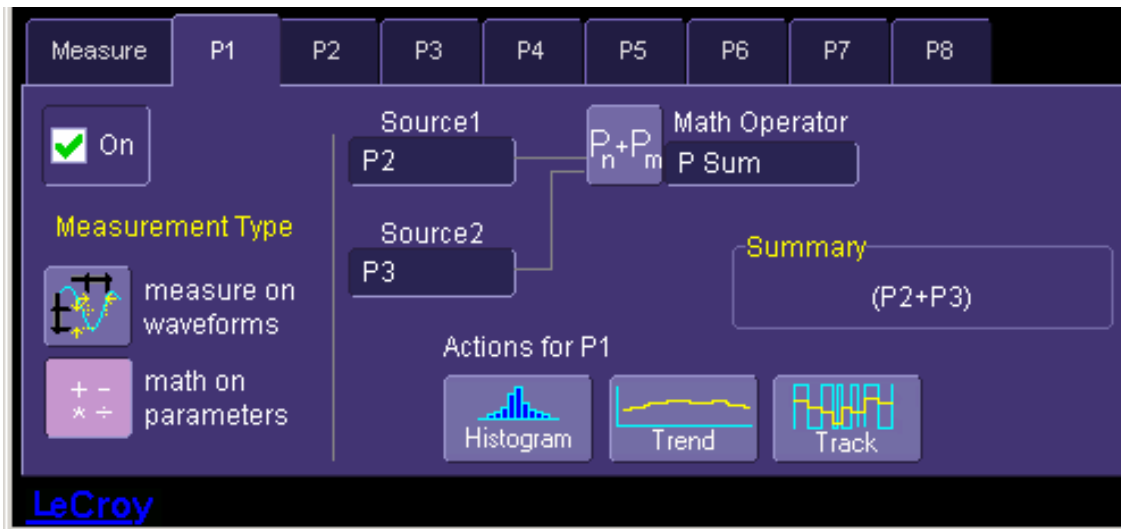 Measure P1 P2 P3 P4 P5 P6 P7 P8
On
Source1
P2
Pn+Pm
Math Operator
P Sum
Measurement Type
Source2
P3
Summary
(P2+P3)
measure on
waveforms
Actions for P1
+ -
* ÷
math on
parameters
Histogram
Trend
Track
LeCroy